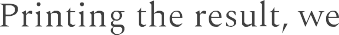 Printing the result, we